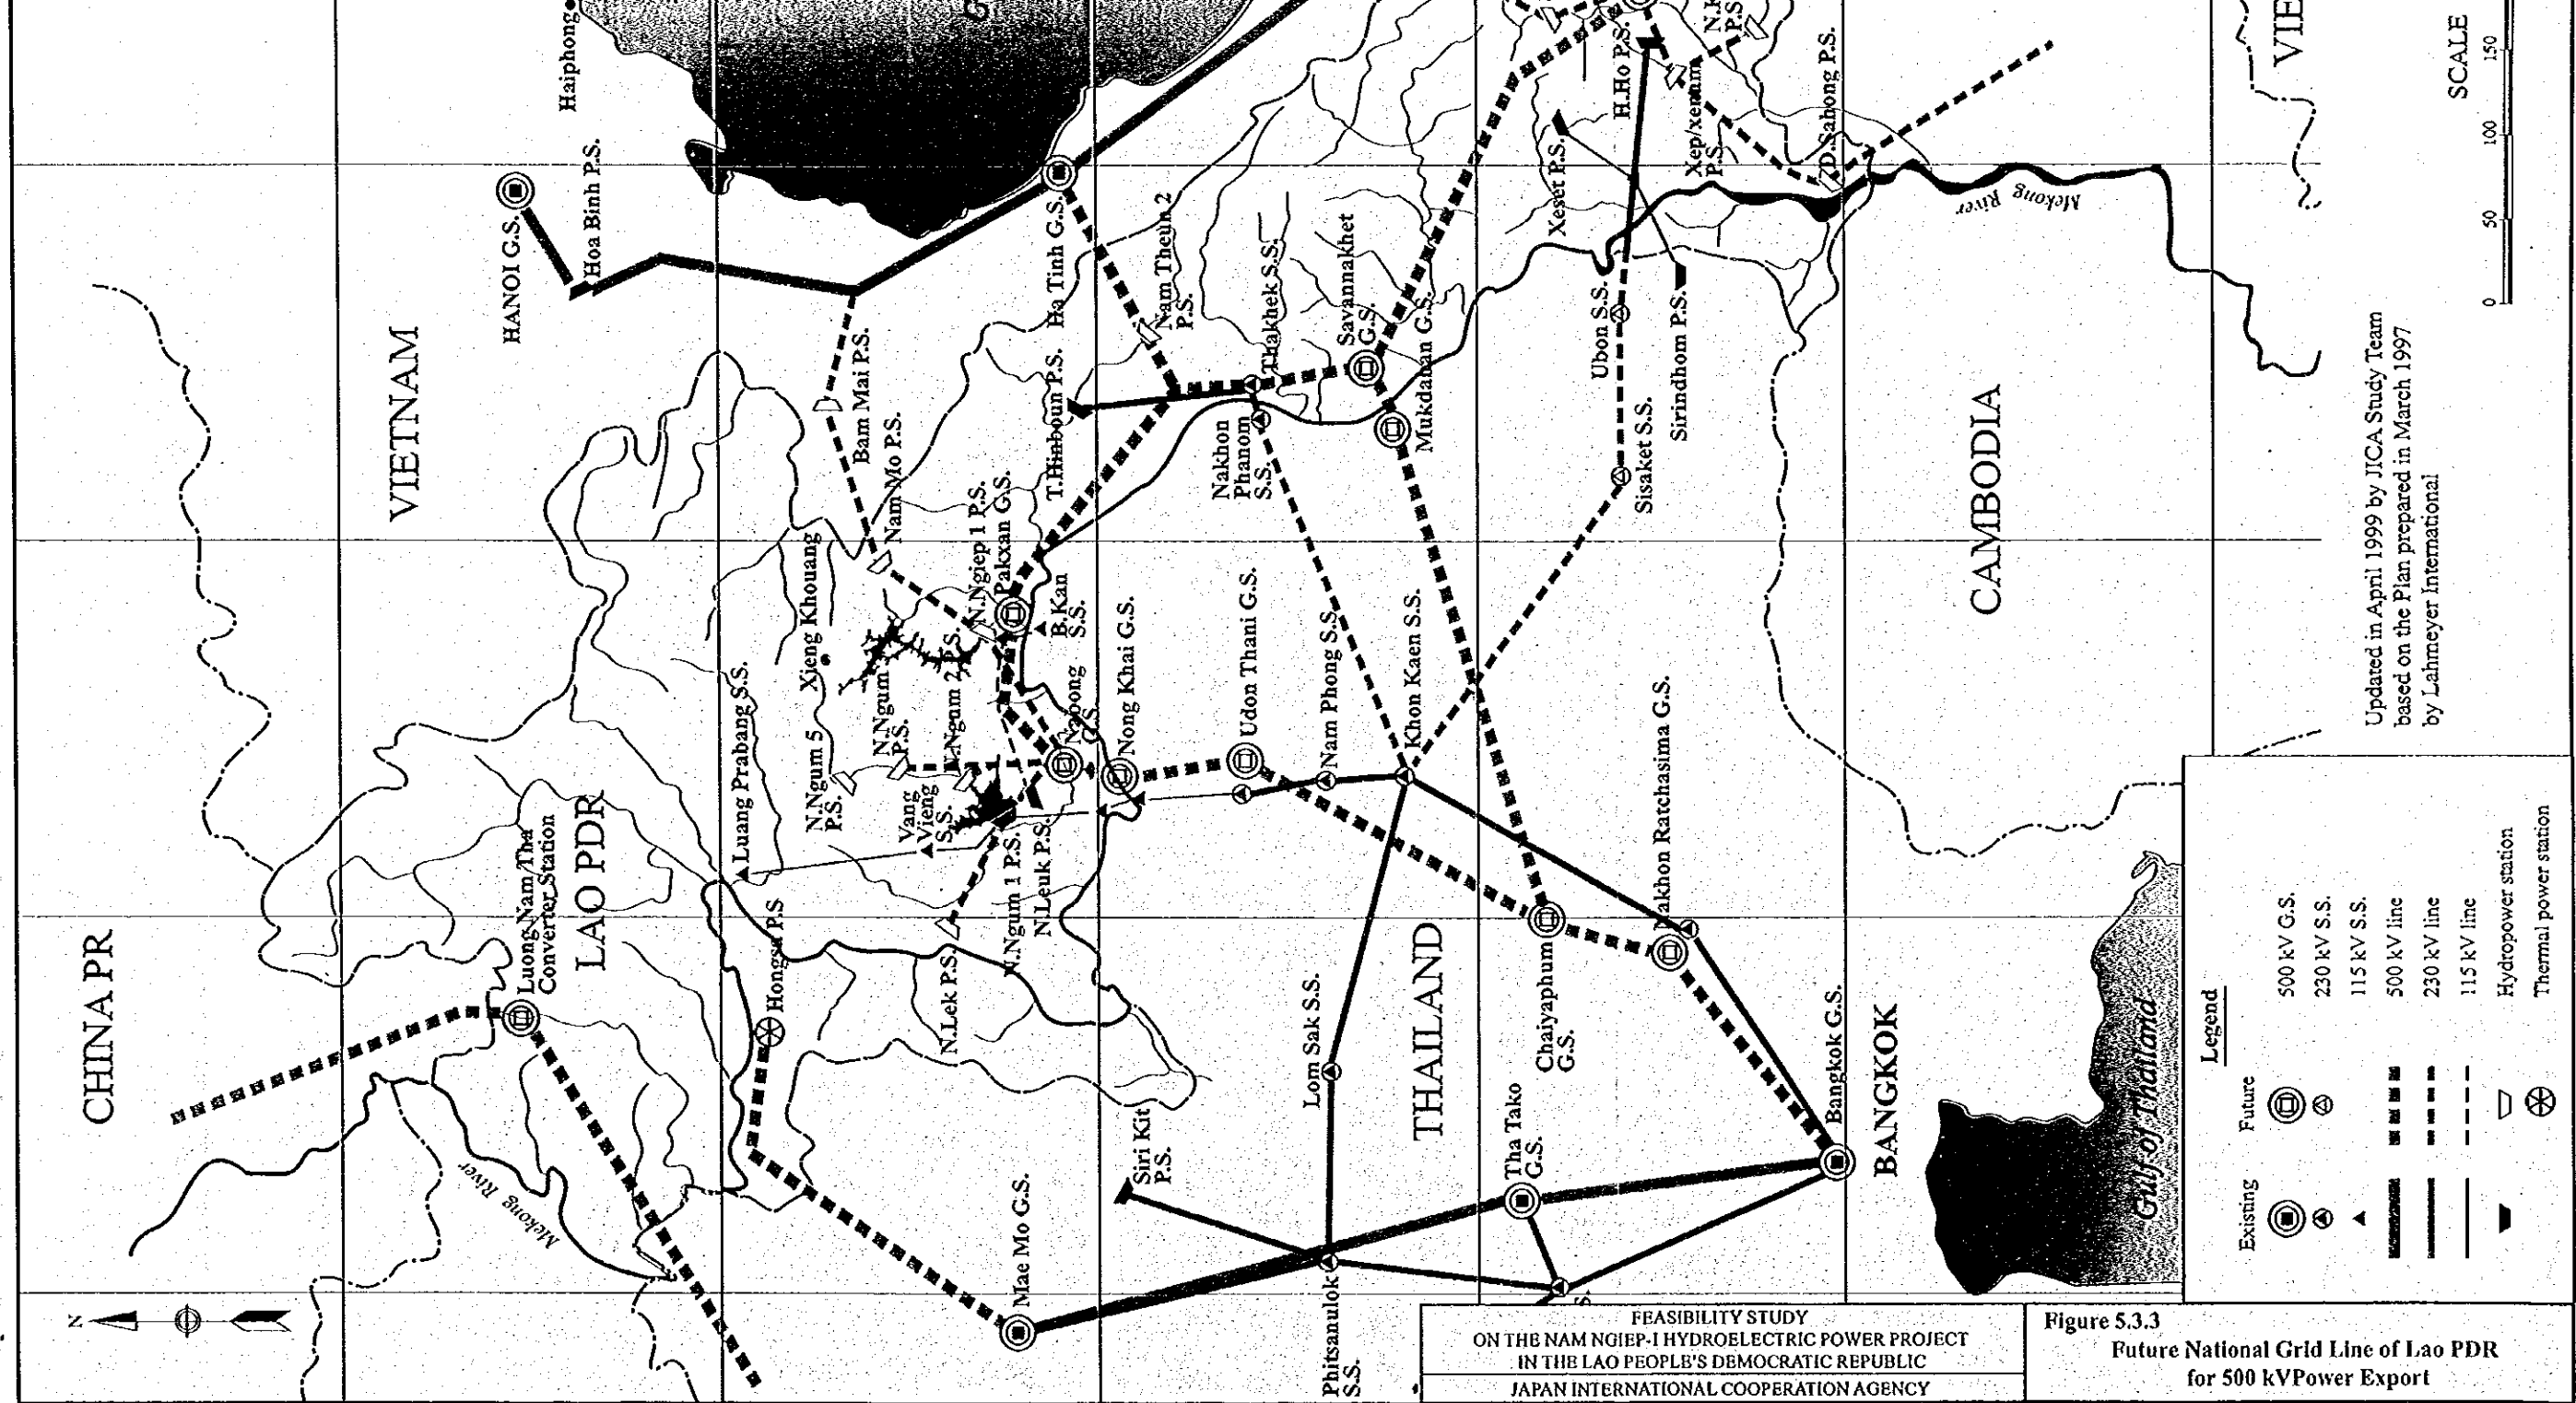 N
CHINA PR
VIETNAM
LAO PDR
THAILAND
CAMBODIA
BANGKOK
Gulf of Thailand
Mekong River
Mekong River
Haiphong
HANOI G.S.
Hoa Binh P.S.
Luong Nam Tha
Converter Station
Hongsa P.S
Luang Prabang S.S.
Xieng Khouang
N.Ngum 5
P.S.
N.Ngum
P.S.
N.Ngum 2 P.S.
Vang
Vieng
S.S.
N.Ngum 1 P.S.
N.Leuk P.S.
N.Lek P.S.
Bam Mai P.S.
Nam Mo P.S.
N.Ngiep 1 P.S.
Pakxan G.S.
B.Kan
S.S.
Nabong
G.S.
Nong Khai G.S.
Udon Thani G.S.
Nam Phong S.S.
Khon Kaen S.S.
T.Hinboun P.S.
Ha Tinh G.S.
Nam Theun 2
P.S.
Thakhek S.S.
Nakhon
Phanom
S.S.
Savannakhet
G.S.
Mukdahan G.S.
Xeset P.S.
H.Ho P.S.
Xep/xenam
P.S.
D.Sahong P.S.
Ubon S.S.
Sisaket S.S.
Sirindhom P.S.
Mae Mo G.S.
Siri Kit
P.S.
Lom Sak S.S.
Phitsanulok
S.S.
Tha Tako
G.S.
Chaiyaphum
G.S.
Nakhon Ratchasima G.S.
Bangkok G.S.
VIE
SCALE
0 50 100 150
Updated in April 1999 by JICA Study Team
based on the Plan prepared in March 1997
by Lahmeyer International
Legend
Existing Future
500 kV G.S.
230 kV S.S.
115 kV S.S.
500 kV line
230 kV line
115 kV line
Hydropower station
Thermal power station
FEASIBILITY STUDY
ON THE NAM NGIEP-I HYDROELECTRIC POWER PROJECT
IN THE LAO PEOPLE'S DEMOCRATIC REPUBLIC
JAPAN INTERNATIONAL COOPERATION AGENCY
Figure 5.3.3
Future National Grid Line of Lao PDR
for 500 kVPower Export